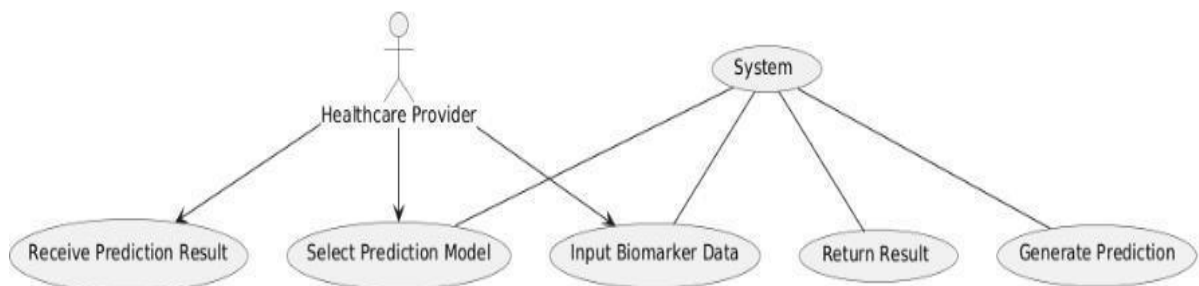 System
Healthcare Provider
Receive Prediction Result
Select Prediction Model
Input Biomarker Data
Return Result
Generate Prediction